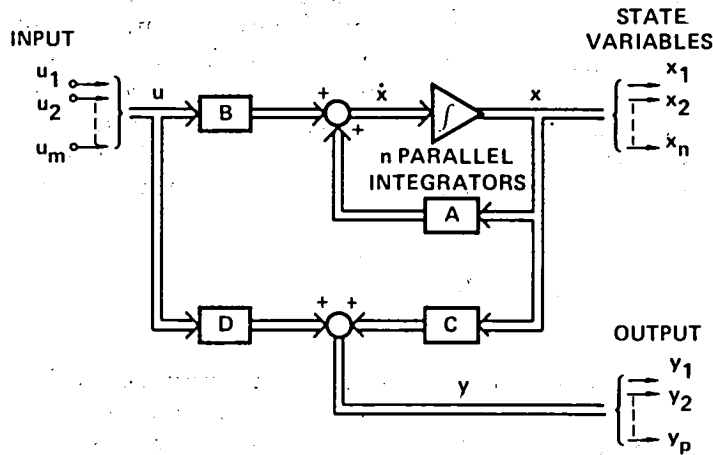 INPUT
u1
u2
um
u
B
+
+
ẋ
∫
x
STATE
VARIABLES
x1
x2
xn
n PARALLEL
INTEGRATORS
A
D
+
+
C
y
OUTPUT
y1
y2
yp